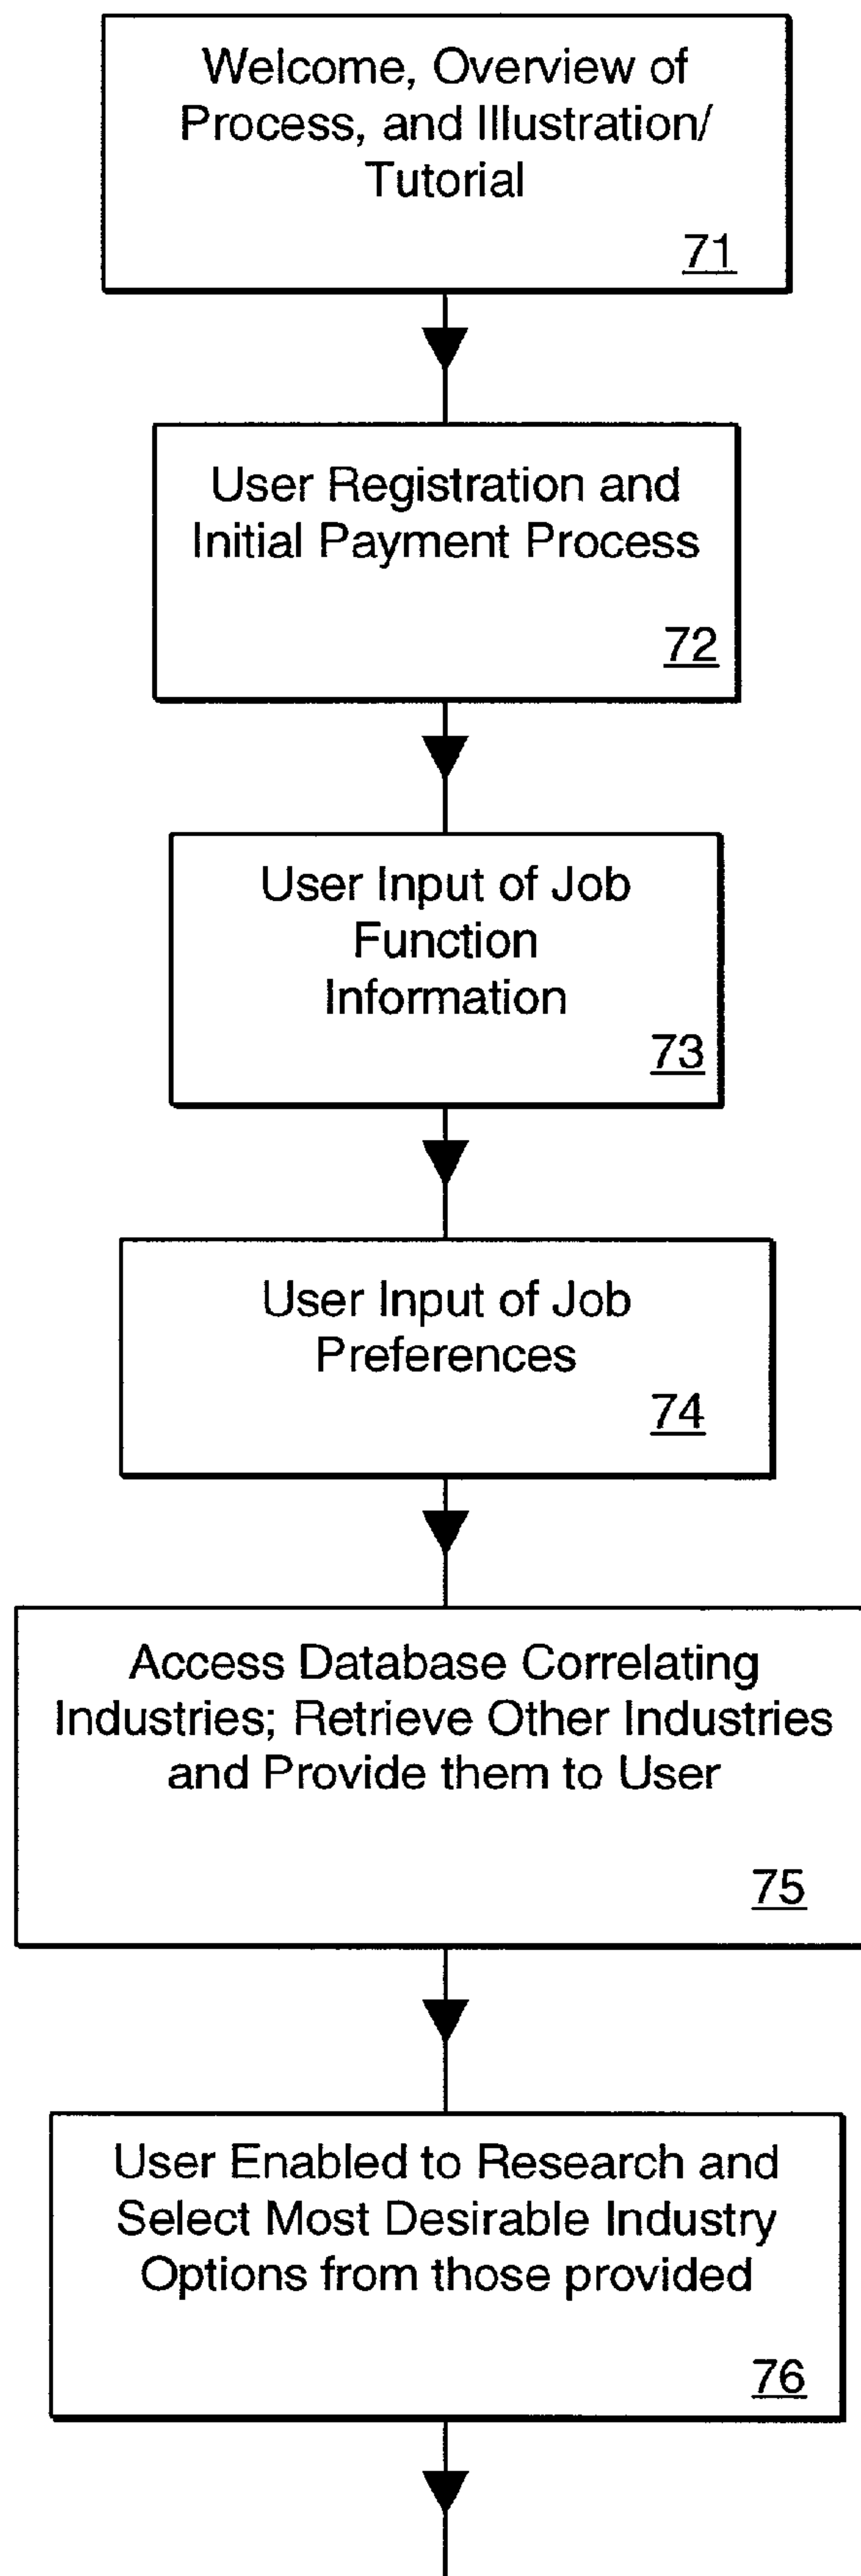 Welcome, Overview of
Process, and Illustration/
Tutorial
71
User Registration and
Initial Payment Process
72
User Input of Job
Function
Information
73
User Input of Job
Preferences
74
Access Database Correlating
Industries; Retrieve Other Industries
and Provide them to User
75
User Enabled to Research and
Select Most Desirable Industry
Options from those provided
76